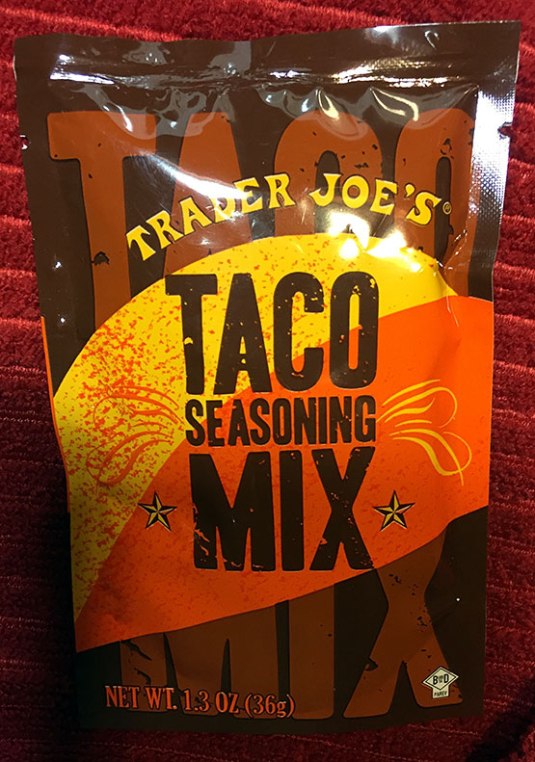 TACO
TRADER JOE'S®
TACO
SEASONING
MIX
MIX
NET WT. 1.3 OZ (36g)